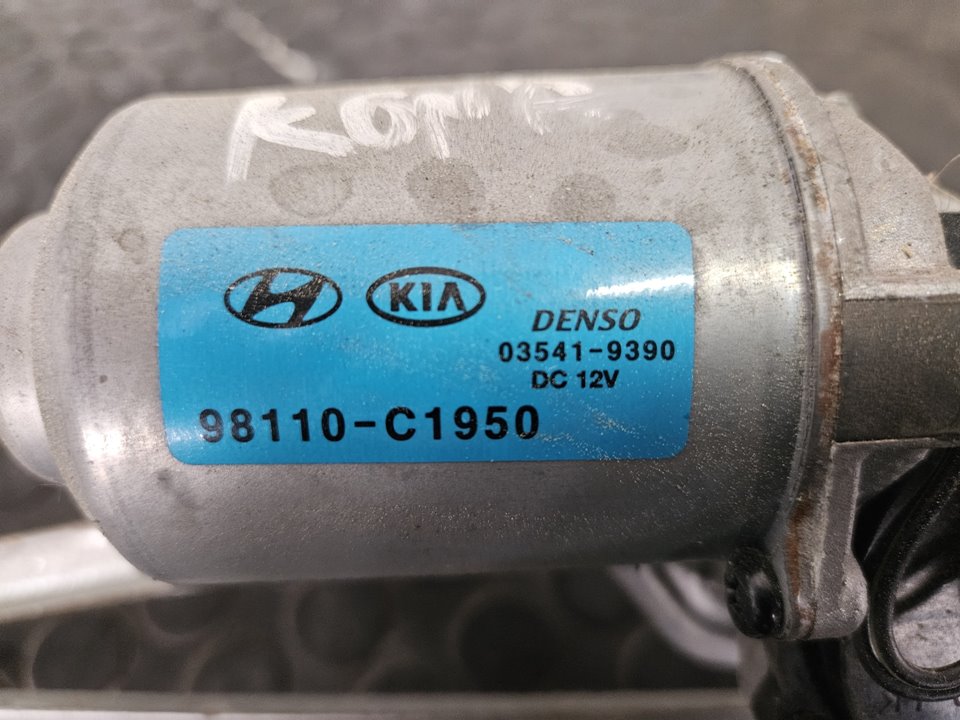 KIA
DENSO
03541-9390
DC 12V
98110-C1950